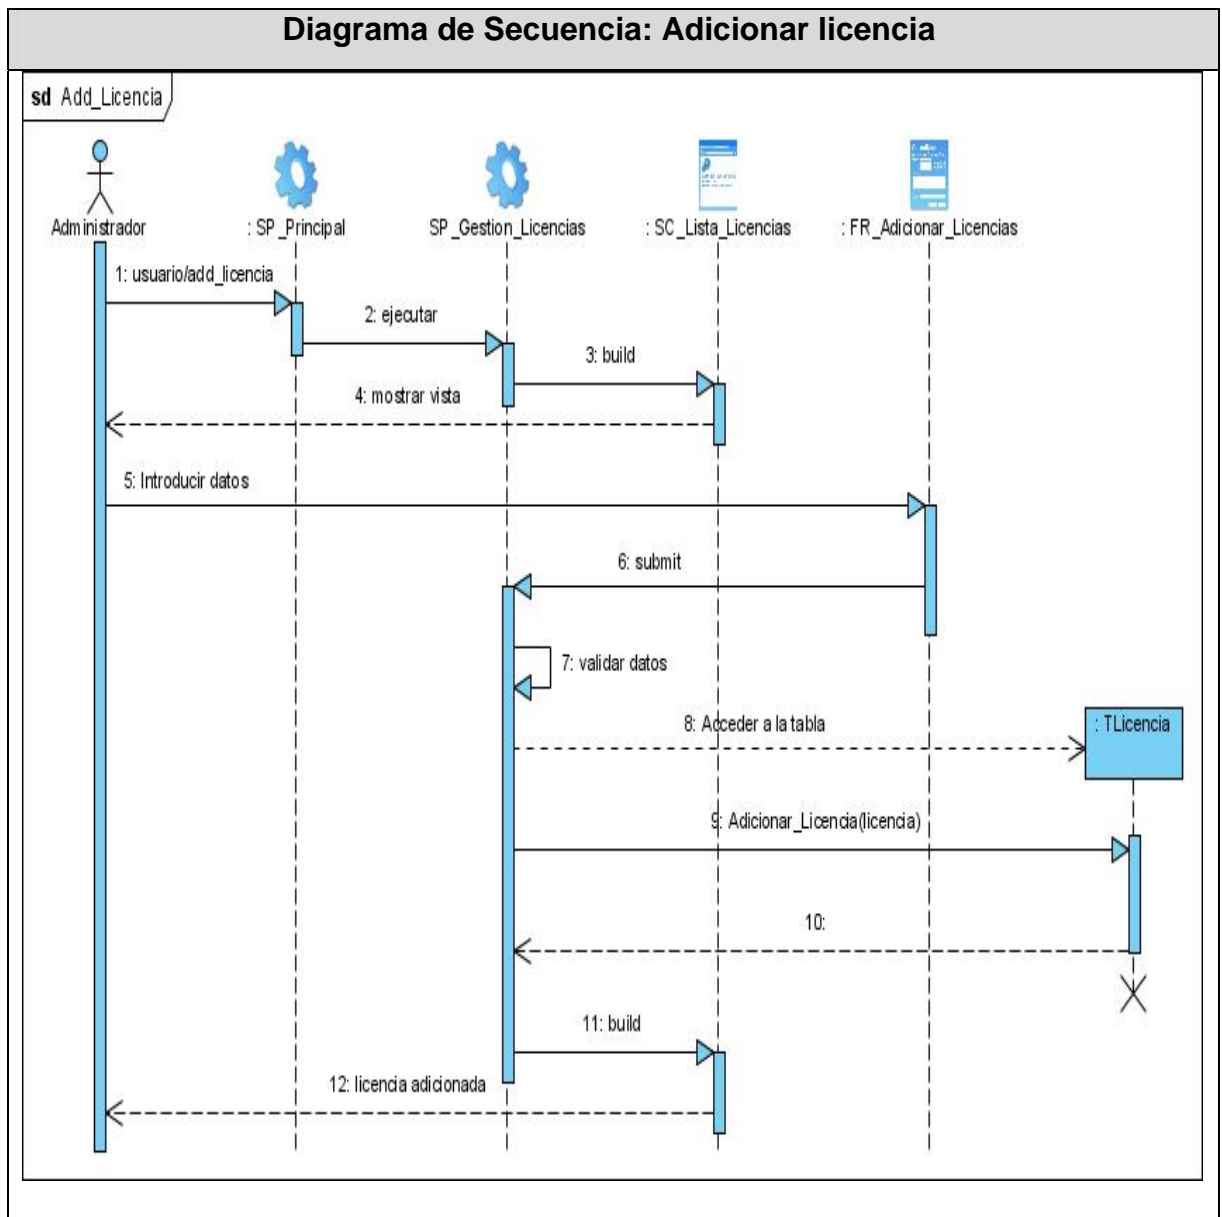 Diagrama de Secuencia: Adicionar licencia
sd Add_Licencia
Administrador
: SP_Principal
SP_Gestion_Licencias
: SC_Lista_Licencias
: FR_Adicionar_Licencias
1: usuario/add_licencia
2: ejecutar
3: build
4: mostrar vista
5: Introducir datos
6: submit
7: validar datos
8: Acceder a la tabla
: TLicencia
9: Adicionar_Licencia(licencia)
10:
11: build
12: licencia adicionada